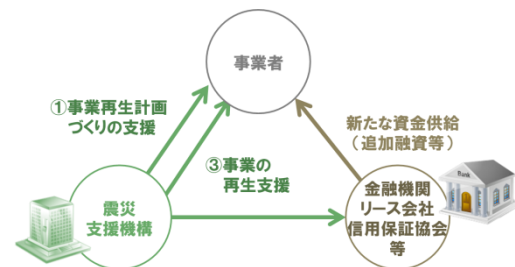 事業者
①事業再生計画
づくりの支援
新たな資金供給
（追加融資等）
③事業の
再生支援
震災
支援機構
金融機関
リース会社
信用保証協会
等
Bank